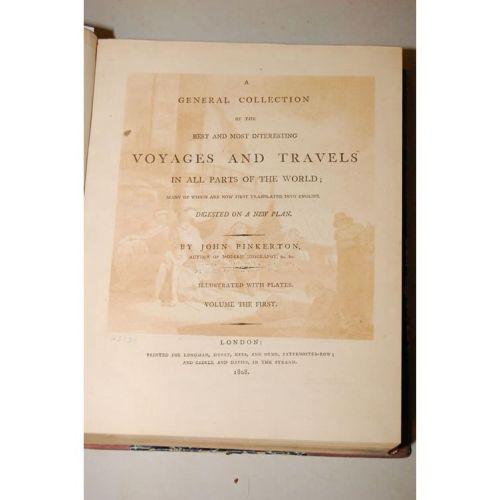 A
GENERAL COLLECTION
OF THE
BEST AND MOST INTERESTING
VOYAGES AND TRAVELS
IN ALL PARTS OF THE WORLD;
MANY OF WHICH ARE NOW FIRST TRANSLATED INTO ENGLISH.
DIGESTED ON A NEW PLAN.
BY JOHN PINKERTON,
AUTHOR OF MODERN GEOGRAPHY, &c. &c.
ILLUSTRATED WITH PLATES.
VOLUME THE FIRST.
LONDON:
PRINTED FOR LONGMAN, HURST, REES, AND ORME, PATERNOSTER-ROW;
AND CADELL AND DAVIES, IN THE STRAND.
1808.